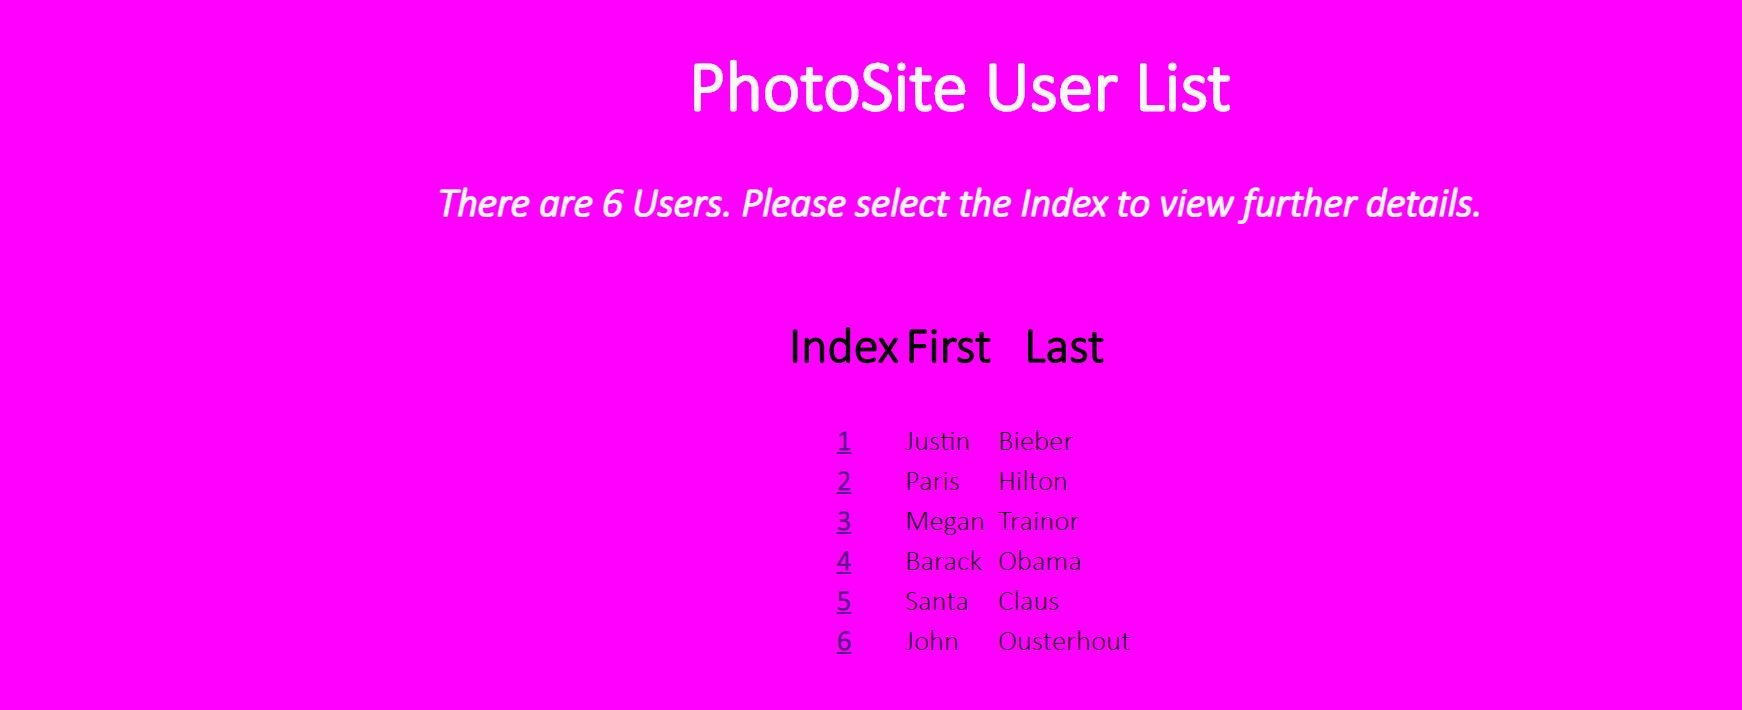 PhotoSite User List
There are 6 Users. Please select the Index to view further details.
Index First Last
1 Justin Bieber
2 Paris Hilton
3 Megan Trainor
4 Barack Obama
5 Santa Claus
6 John Ousterhout